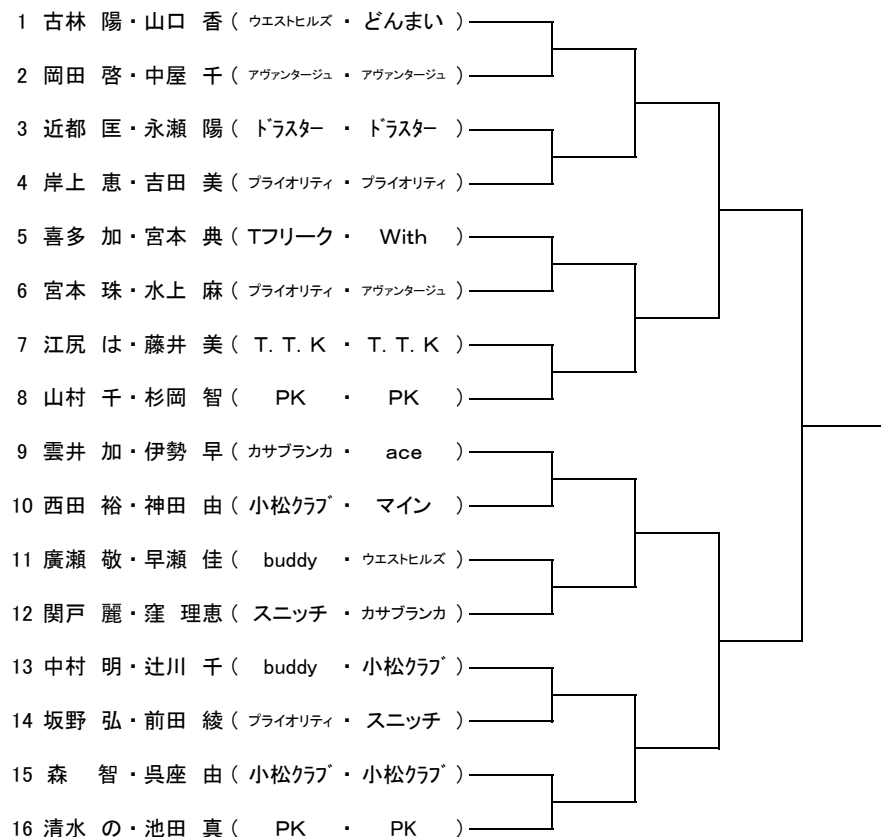 1 古林 陽・山口 香（ ウエストヒルズ ・ どんまい ）
2 岡田 啓・中屋 千（ アヴァンタージュ ・ アヴァンタージュ ）
3 近都 匡・永瀬 陽（ ﾄﾞﾗｽﾀｰ ・ ﾄﾞﾗｽﾀｰ ）
4 岸上 恵・吉田 美（ プライオリティ ・ プライオリティ ）
5 喜多 加・宮本 典（ Tフリーク ・ With ）
6 宮本 珠・水上 麻（ プライオリティ ・ アヴァンタージュ ）
7 江尻 は・藤井 美（ T．T．K ・ T．T．K ）
8 山村 千・杉岡 智（ PK ・ PK ）
9 雲井 加・伊勢 早（ カサブランカ ・ ace ）
10 西田 裕・神田 由（ 小松ｸﾗﾌﾞ ・ マイン ）
11 廣瀬 敬・早瀬 佳（ buddy ・ ウエストヒルズ ）
12 関戸 麗・窪 理恵（ スニッチ ・ カサブランカ ）
13 中村 明・辻川 千（ buddy ・ 小松ｸﾗﾌﾞ ）
14 坂野 弘・前田 綾（ プライオリティ ・ スニッチ ）
15 森 智・呉座 由（ 小松ｸﾗﾌﾞ ・ 小松ｸﾗﾌﾞ ）
16 清水 の・池田 真（ PK ・ PK ）